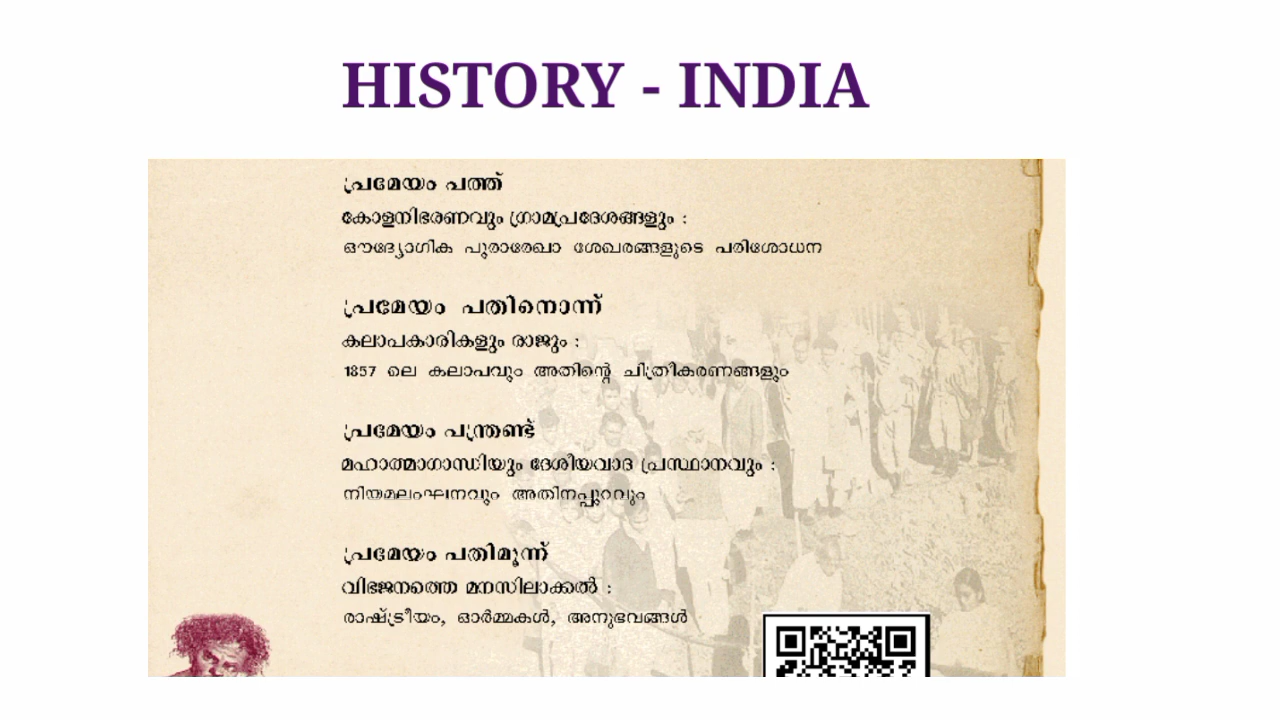 HISTORY - INDIA
പ്രമേയം പത്ത്
കോളനിഭരണവും ഗ്രാമപ്രദേശങ്ങളും :
ഔദ്യോഗിക പുരാരേഖാ ശേഖരങ്ങളുടെ പരിശോധന
പ്രമേയം പതിനൊന്ന്
കലാപകാരികളും രാജും :
1857 ലെ കലാപവും അതിന്റെ ചിത്രീകരണങ്ങളും
പ്രമേയം പന്ത്രണ്ട്
മഹാത്മാഗാന്ധിയും ദേശീയവാദ പ്രസ്ഥാനവും :
നിയമലംഘനവും അതിനപ്പുറവും
പ്രമേയം പതിമൂന്ന്
വിഭജനത്തെ മനസിലാക്കൽ :
രാഷ്ട്രീയം, ഓർമ്മകൾ, അനുഭവങ്ങൾ